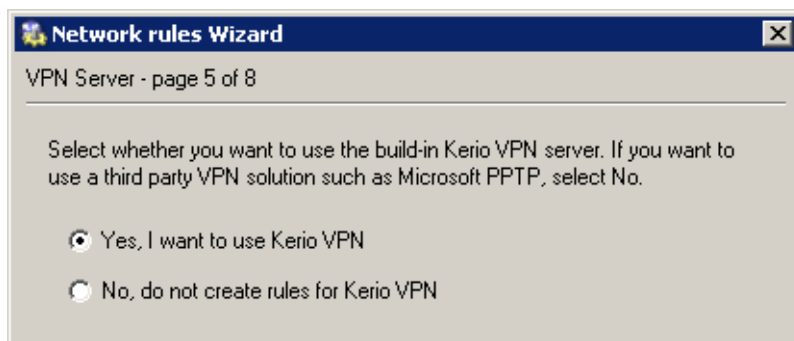 Network rules Wizard
VPN Server - page 5 of 8
Select whether you want to use the build-in Kerio VPN server. If you want to
use a third party VPN solution such as Microsoft PPTP, select No.
Yes, I want to use Kerio VPN
No, do not create rules for Kerio VPN